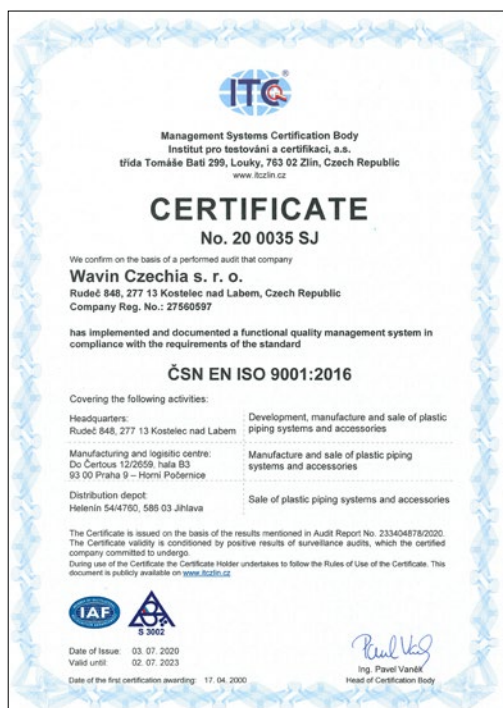 ITC
®
Management Systems Certification Body
Institut pro testování a certifikaci, a.s.
třída Tomáše Bati 299, Louky, 763 02 Zlín, Czech Republic
www.itczlin.cz
CERTIFICATE
No. 20 0035 SJ
We confirm on the basis of a performed audit that company
Wavin Czechia s. r. o.
Rudeč 848, 277 13 Kostelec nad Labem, Czech Republic
Company Reg. No.: 27560597
has implemented and documented a functional quality management system in
compliance with the requirements of the standard
ČSN EN ISO 9001:2016
Covering the following activities:
Headquarters:
Rudeč 848, 277 13 Kostelec nad Labem
Development, manufacture and sale of plastic
piping systems and accessories
Manufacturing and logisitic centre:
Do Čertous 12/2659, hala B3
93 00 Praha 9 – Horní Počernice
Manufacture and sale of plastic piping
systems and accessories
Distribution depot:
Helenín 54/4760, 586 03 Jihlava
Sale of plastic piping systems and accessories
The Certificate is issued on the basis of the results mentioned in Audit Report No. 233404878/2020.
The Certificate validity is conditioned by positive results of surveillance audits, which the certified
company committed to undergo.
During use of the Certificate the Certificate Holder undertakes to follow the Rules of Use of the Certificate. This
document is publicly available on www.itczlin.cz
IAF
S 3002
Date of Issue: 03. 07. 2020
Valid until: 02. 07. 2023
Ing. Pavel Vaněk
Head of Certification Body
Date of the first certification awarding: 17. 04. 2000